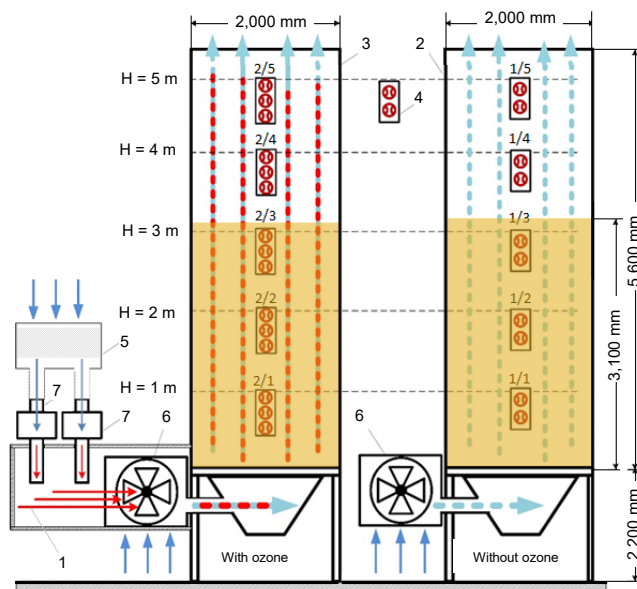 2,000 mm
2,000 mm
3
2
H = 5 m
2/5
4
1/5
H = 4 m
2/4
1/4
H = 3 m
2/3
1/3
5,600 mm
H = 2 m
2/2
1/2
3,100 mm
5
H = 1 m
2/1
1/1
7
7
6
6
1
With ozone
Without ozone
2,200 mm